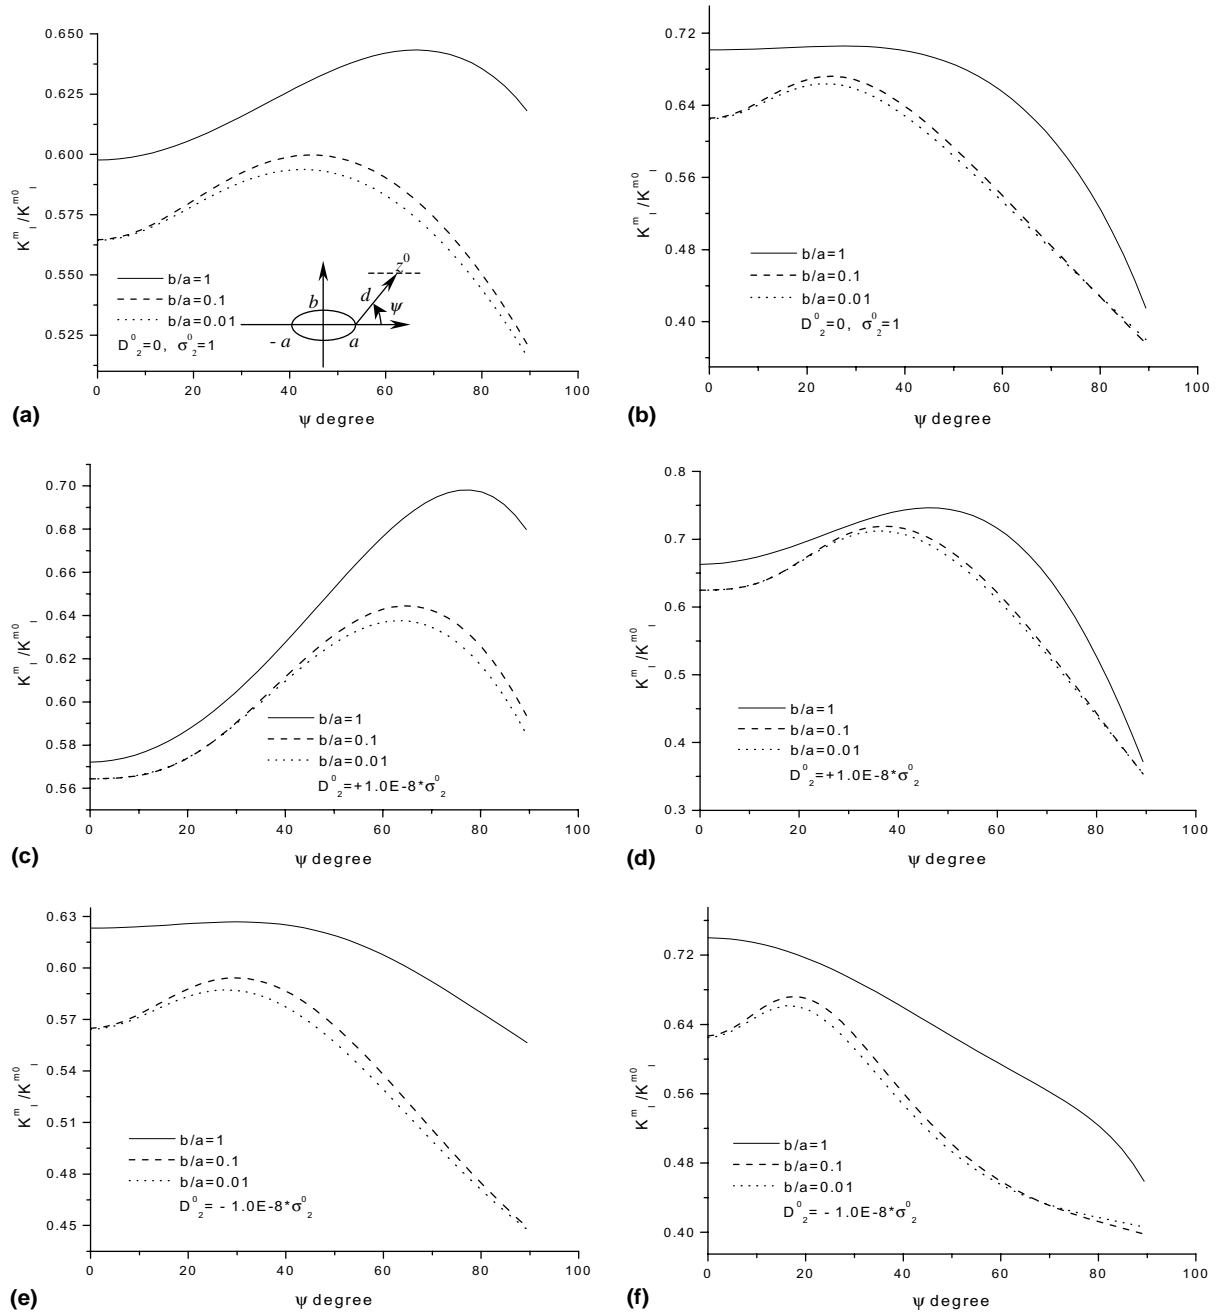 0.650
0.625
0.600
0.575
0.550
0.525
K^m_I/K^m0_I
b/a=1
b/a=0.1
b/a=0.01
D^0_2=0, σ^0_2=1
z^0
d
ψ
b
-a
a
0 20 40 60 80 100
(a)
ψ degree
0.72
0.64
0.56
0.48
0.40
K^m_I/K^m0_I
b/a=1
b/a=0.1
b/a=0.01
D^0_2=0, σ^0_2=1
0 20 40 60 80 100
(b)
ψ degree
0.70
0.68
0.66
0.64
0.62
0.60
0.58
0.56
K^m_I/K^m0_I
b/a=1
b/a=0.1
b/a=0.01
D^0_2=+1.0E-8*σ^0_2
0 20 40 60 80 100
(c)
ψ degree
0.8
0.7
0.6
0.5
0.4
0.3
K^m_I/K^m0_I
b/a=1
b/a=0.1
b/a=0.01
D^0_2=+1.0E-8*σ^0_2
0 20 40 60 80 100
(d)
ψ degree
0.63
0.60
0.57
0.54
0.51
0.48
0.45
K^m_I/K^m0_I
b/a=1
b/a=0.1
b/a=0.01
D^0_2= - 1.0E-8*σ^0_2
0 20 40 60 80 100
(e)
ψ degree
0.72
0.64
0.56
0.48
0.40
K^m_I/K^m0_I
b/a=1
b/a=0.1
b/a=0.01
D^0_2= - 1.0E-8*σ^0_2
0 20 40 60 80 100
(f)
ψ degree